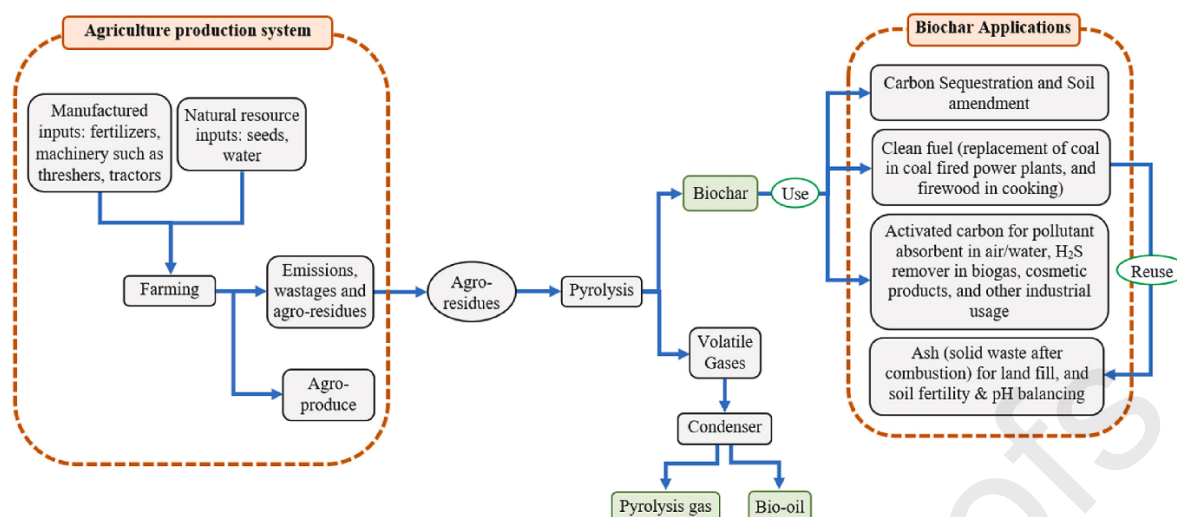 Agriculture production system
Manufactured
inputs: fertilizers,
machinery such as
threshers, tractors
Natural resource
inputs: seeds,
water
Farming
Emissions,
wastages and
agro-residues
Agro-
produce
Agro-
residues
Pyrolysis
Biochar
Use
Volatile
Gases
Condenser
Pyrolysis gas
Bio-oil
Biochar Applications
Carbon Sequestration and Soil
amendment
Clean fuel (replacement of coal
in coal fired power plants, and
firewood in cooking)
Activated carbon for pollutant
absorbent in air/water, H₂S
remover in biogas, cosmetic
products, and other industrial
usage
Reuse
Ash (solid waste after
combustion) for land fill, and
soil fertility & pH balancing
ofs